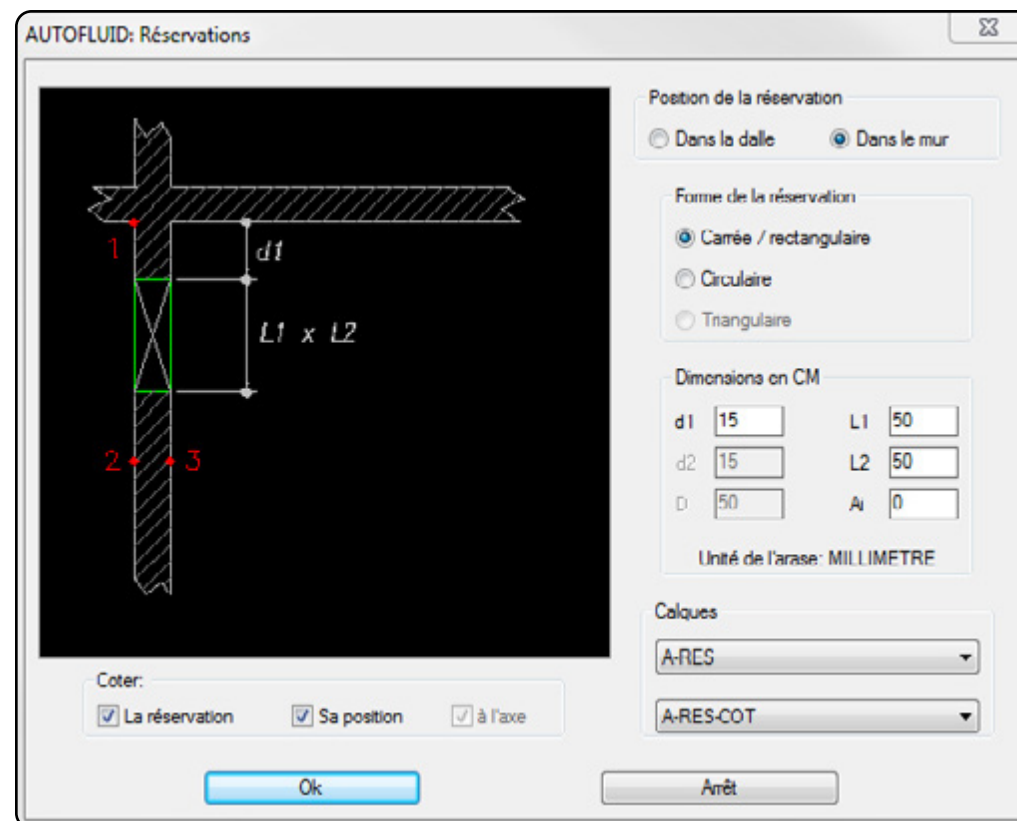 AUTOFLUID: Réservations
1
d1
L1 x L2
2
3
Position de la réservation
Dans la dalle
Dans le mur
Forme de la réservation
Carrée / rectangulaire
Circulaire
Triangulaire
Dimensions en CM
d1 15 L1 50
d2 15 L2 50
D 50 Ar 0
Unité de l'arase: MILLIMETRE
Calques
A-RES
A-RES-COT
Coter:
La réservation
Sa position
à l'axe
Ok
Arrêt